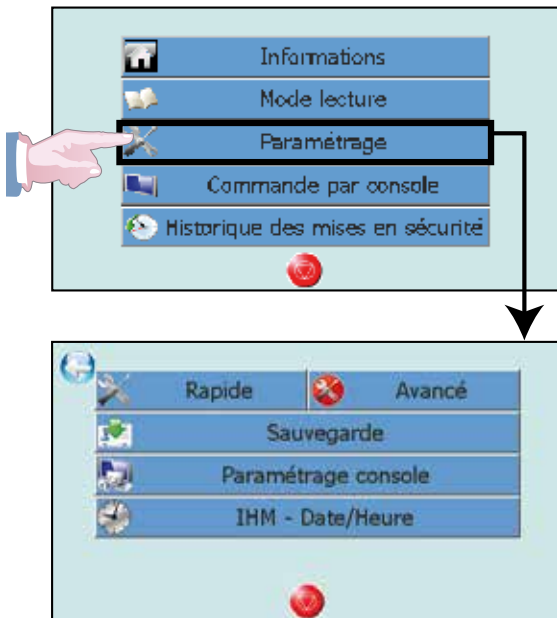 Informations
Mode lecture
Paramétrage
Commande par console
Historique des mises en sécurité
Rapide
Avancé
Sauvegarde
Paramétrage console
IHM - Date/Heure